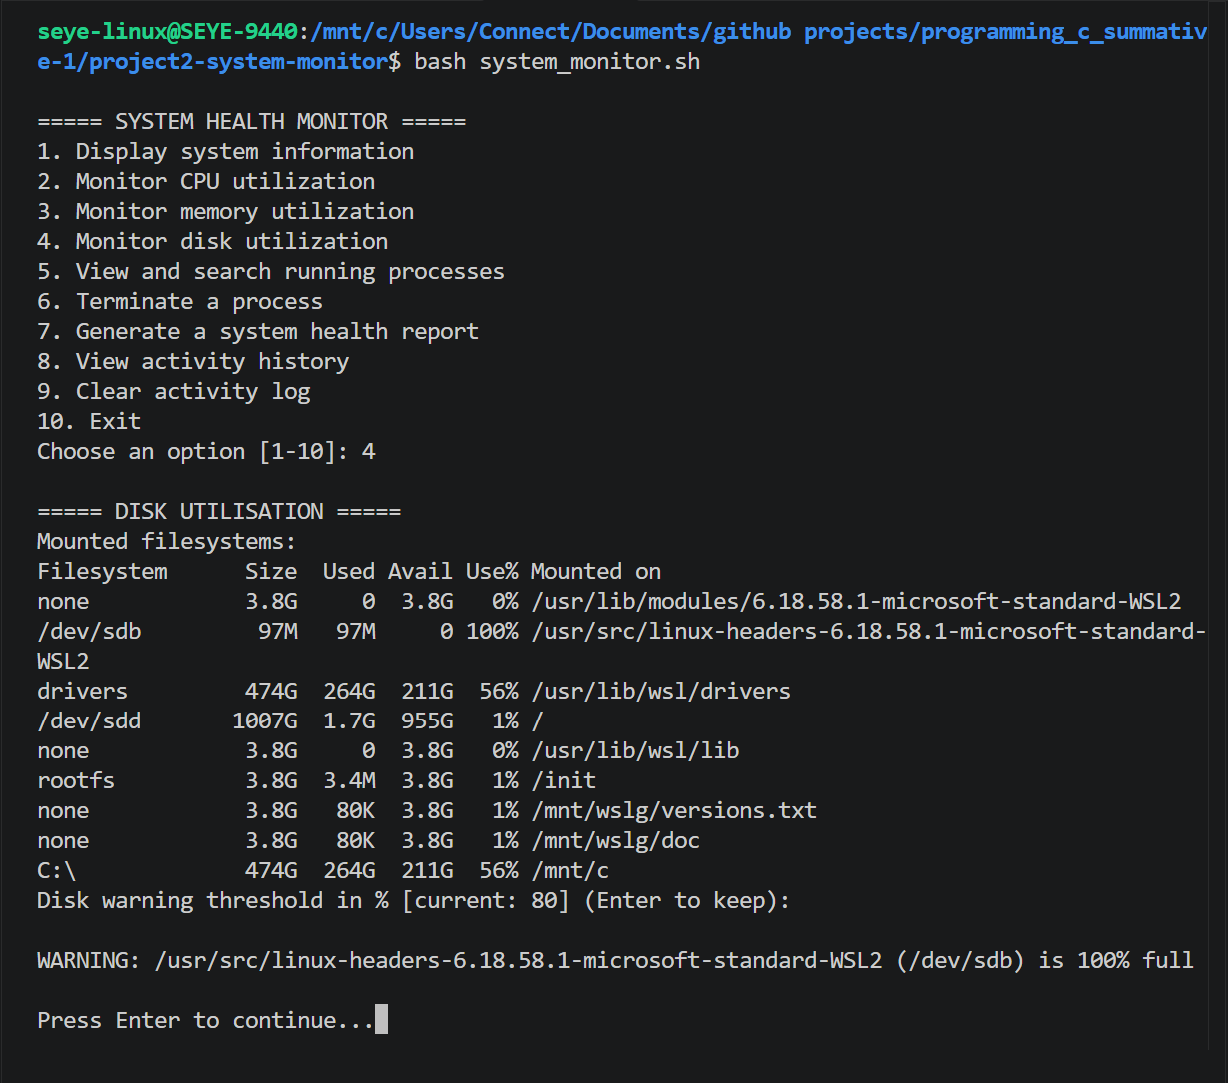 seye-linux@SEYE-9440:/mnt/c/Users/Connect/Documents/github projects/programming_c_summativ
e-1/project2-system-monitor$ bash system_monitor.sh

===== SYSTEM HEALTH MONITOR =====
1. Display system information
2. Monitor CPU utilization
3. Monitor memory utilization
4. Monitor disk utilization
5. View and search running processes
6. Terminate a process
7. Generate a system health report
8. View activity history
9. Clear activity log
10. Exit
Choose an option [1-10]: 4

===== DISK UTILISATION =====
Mounted filesystems:
Filesystem      Size  Used Avail Use% Mounted on
none            3.8G     0  3.8G   0% /usr/lib/modules/6.18.58.1-microsoft-standard-WSL2
/dev/sdb         97M   97M     0 100% /usr/src/linux-headers-6.18.58.1-microsoft-standard-
WSL2
drivers         474G  264G  211G  56% /usr/lib/wsl/drivers
/dev/sdd       1007G  1.7G  955G   1% /
none            3.8G     0  3.8G   0% /usr/lib/wsl/lib
rootfs          3.8G  3.4M  3.8G   1% /init
none            3.8G   80K  3.8G   1% /mnt/wslg/versions.txt
none            3.8G   80K  3.8G   1% /mnt/wslg/doc
C:\             474G  264G  211G  56% /mnt/c
Disk warning threshold in % [current: 80] (Enter to keep):

WARNING: /usr/src/linux-headers-6.18.58.1-microsoft-standard-WSL2 (/dev/sdb) is 100% full

Press Enter to continue...